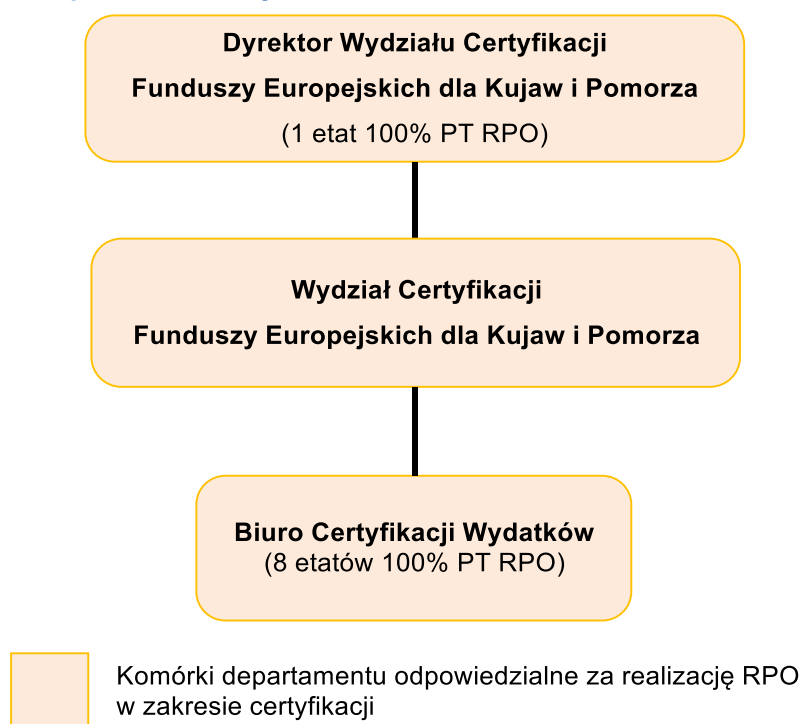 Dyrektor Wydziału Certyfikacji
Funduszy Europejskich dla Kujaw i Pomorza
(1 etat 100% PT RPO)
Wydział Certyfikacji
Funduszy Europejskich dla Kujaw i Pomorza
Biuro Certyfikacji Wydatków
(8 etatów 100% PT RPO)
Komórki departamentu odpowiedzialne za realizację RPO
w zakresie certyfikacji